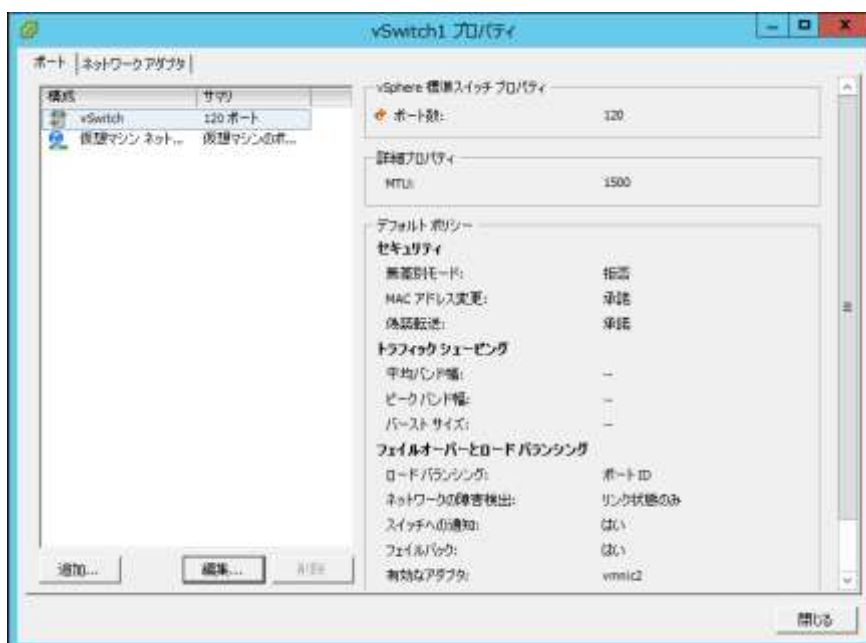 vSwitch1 プロパティ
ポート ネットワーク アダプタ
構成 サマリ
vSwitch 120 ポート
仮想マシン ネット... 仮想マシンのポ...
vSphere 標準スイッチ プロパティ
ポート数: 120
詳細プロパティ
MTU: 1500
デフォルト ポリシー
セキュリティ
無差別モード: 拒否
MAC アドレス変更: 承諾
偽装転送: 承諾
トラフィック シェーピング
平均バンド幅: --
ピーク バンド幅: --
バースト サイズ: --
フェイルオーバーとロード バランシング
ロード バランシング: ポート ID
ネットワークの障害検出: リンク状態のみ
スイッチへの通知: はい
フェイルバック: はい
有効なアダプタ: vmnic2
追加... 編集... 削除
閉じる